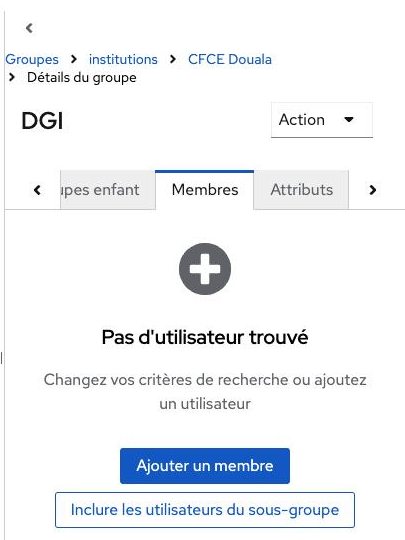 Groupes > institutions > CFCE Douala
> Détails du groupe
DGI
Action
upes enfant
Membres
Attributs
Pas d'utilisateur trouvé
Changez vos critères de recherche ou ajoutez
un utilisateur
Ajouter un membre
Inclure les utilisateurs du sous-groupe